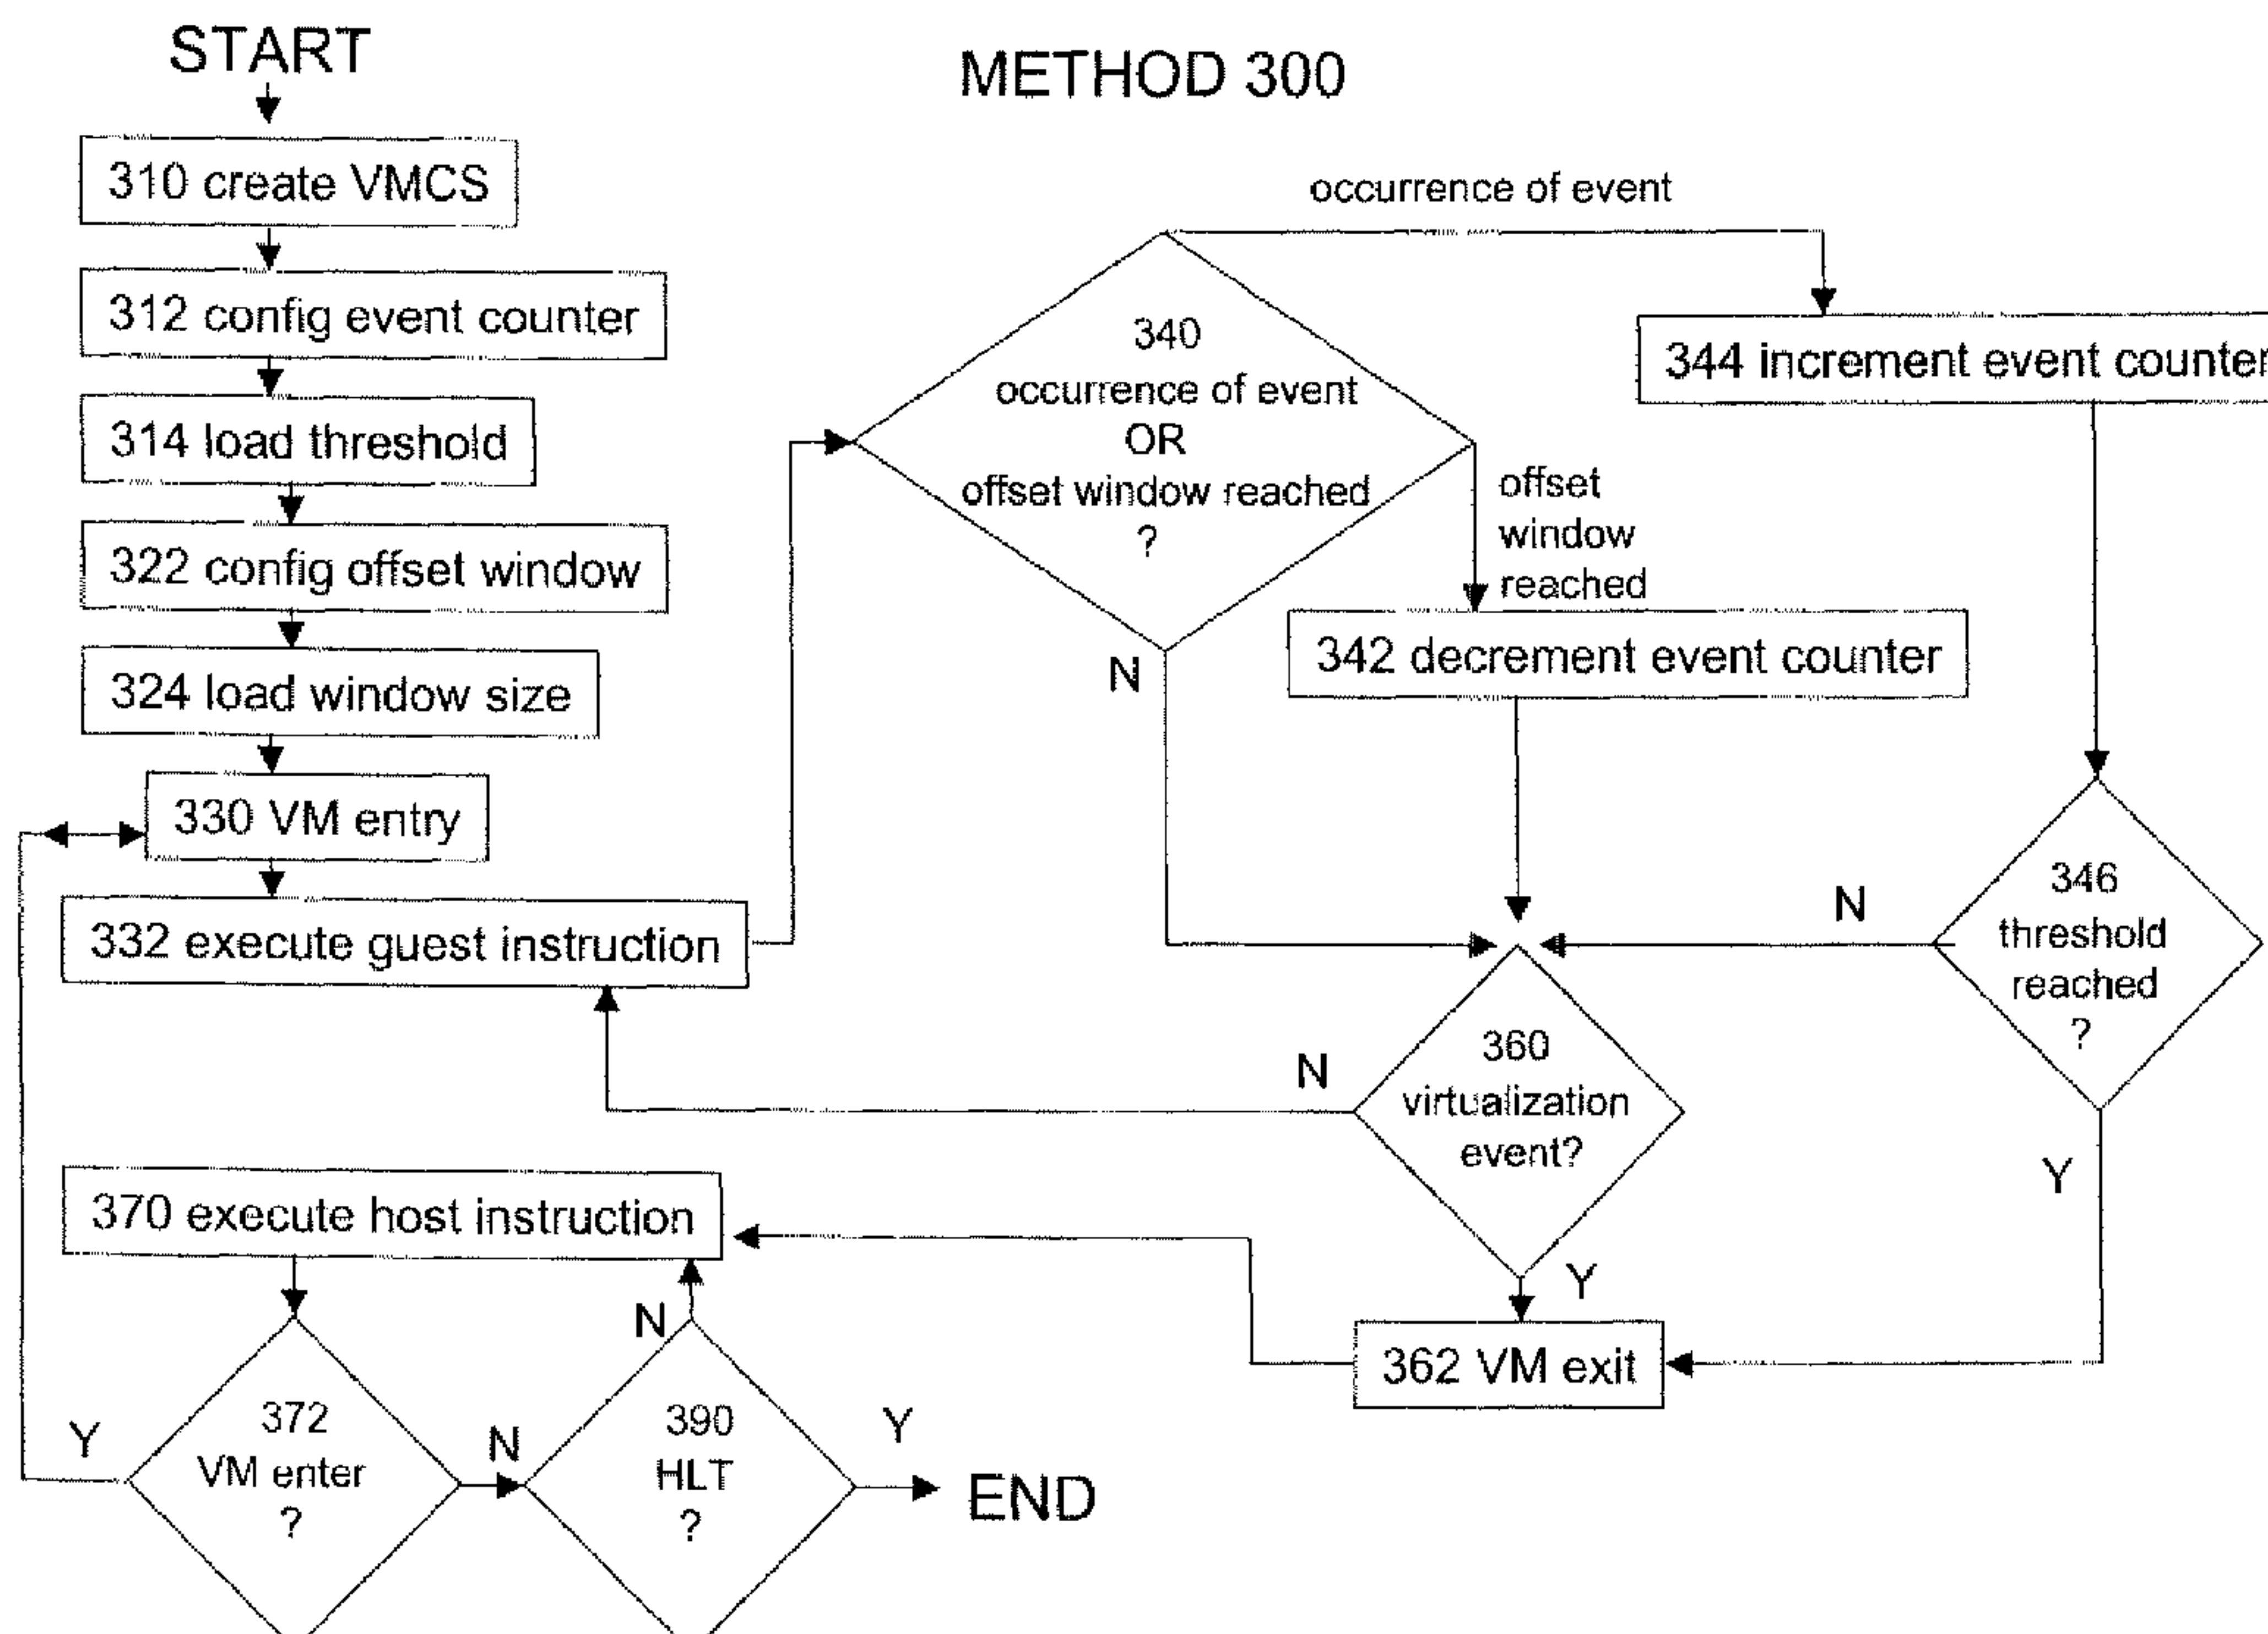 START
METHOD 300
310 create VMCS
312 config event counter
314 load threshold
322 config offset window
324 load window size
330 VM entry
332 execute guest instruction
occurrence of event
340
occurrence of event
OR
offset window reached
?
344 increment event counter
offset
window
reached
N
342 decrement event counter
346
threshold
reached
?
N
Y
360
virtualization
event?
N
Y
362 VM exit
370 execute host instruction
372
VM enter
?
Y
N
390
HLT
?
N
Y
END